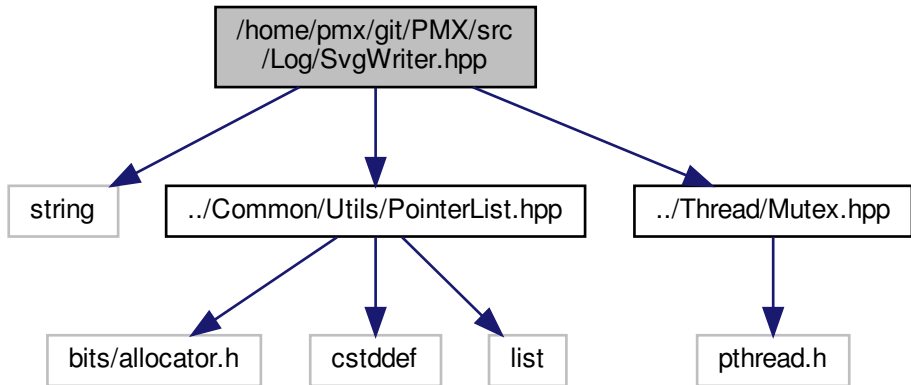 /home/pmx/git/PMX/src
/Log/SvgWriter.hpp
string
../Common/Utils/PointerList.hpp
../Thread/Mutex.hpp
bits/allocator.h
cstddef
list
pthread.h